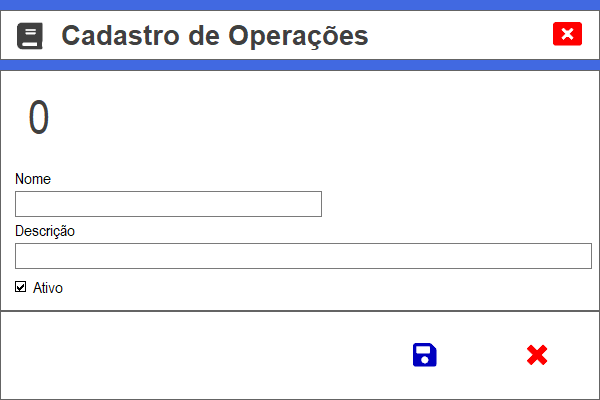 Cadastro de Operações
0
Nome
Descrição
Ativo